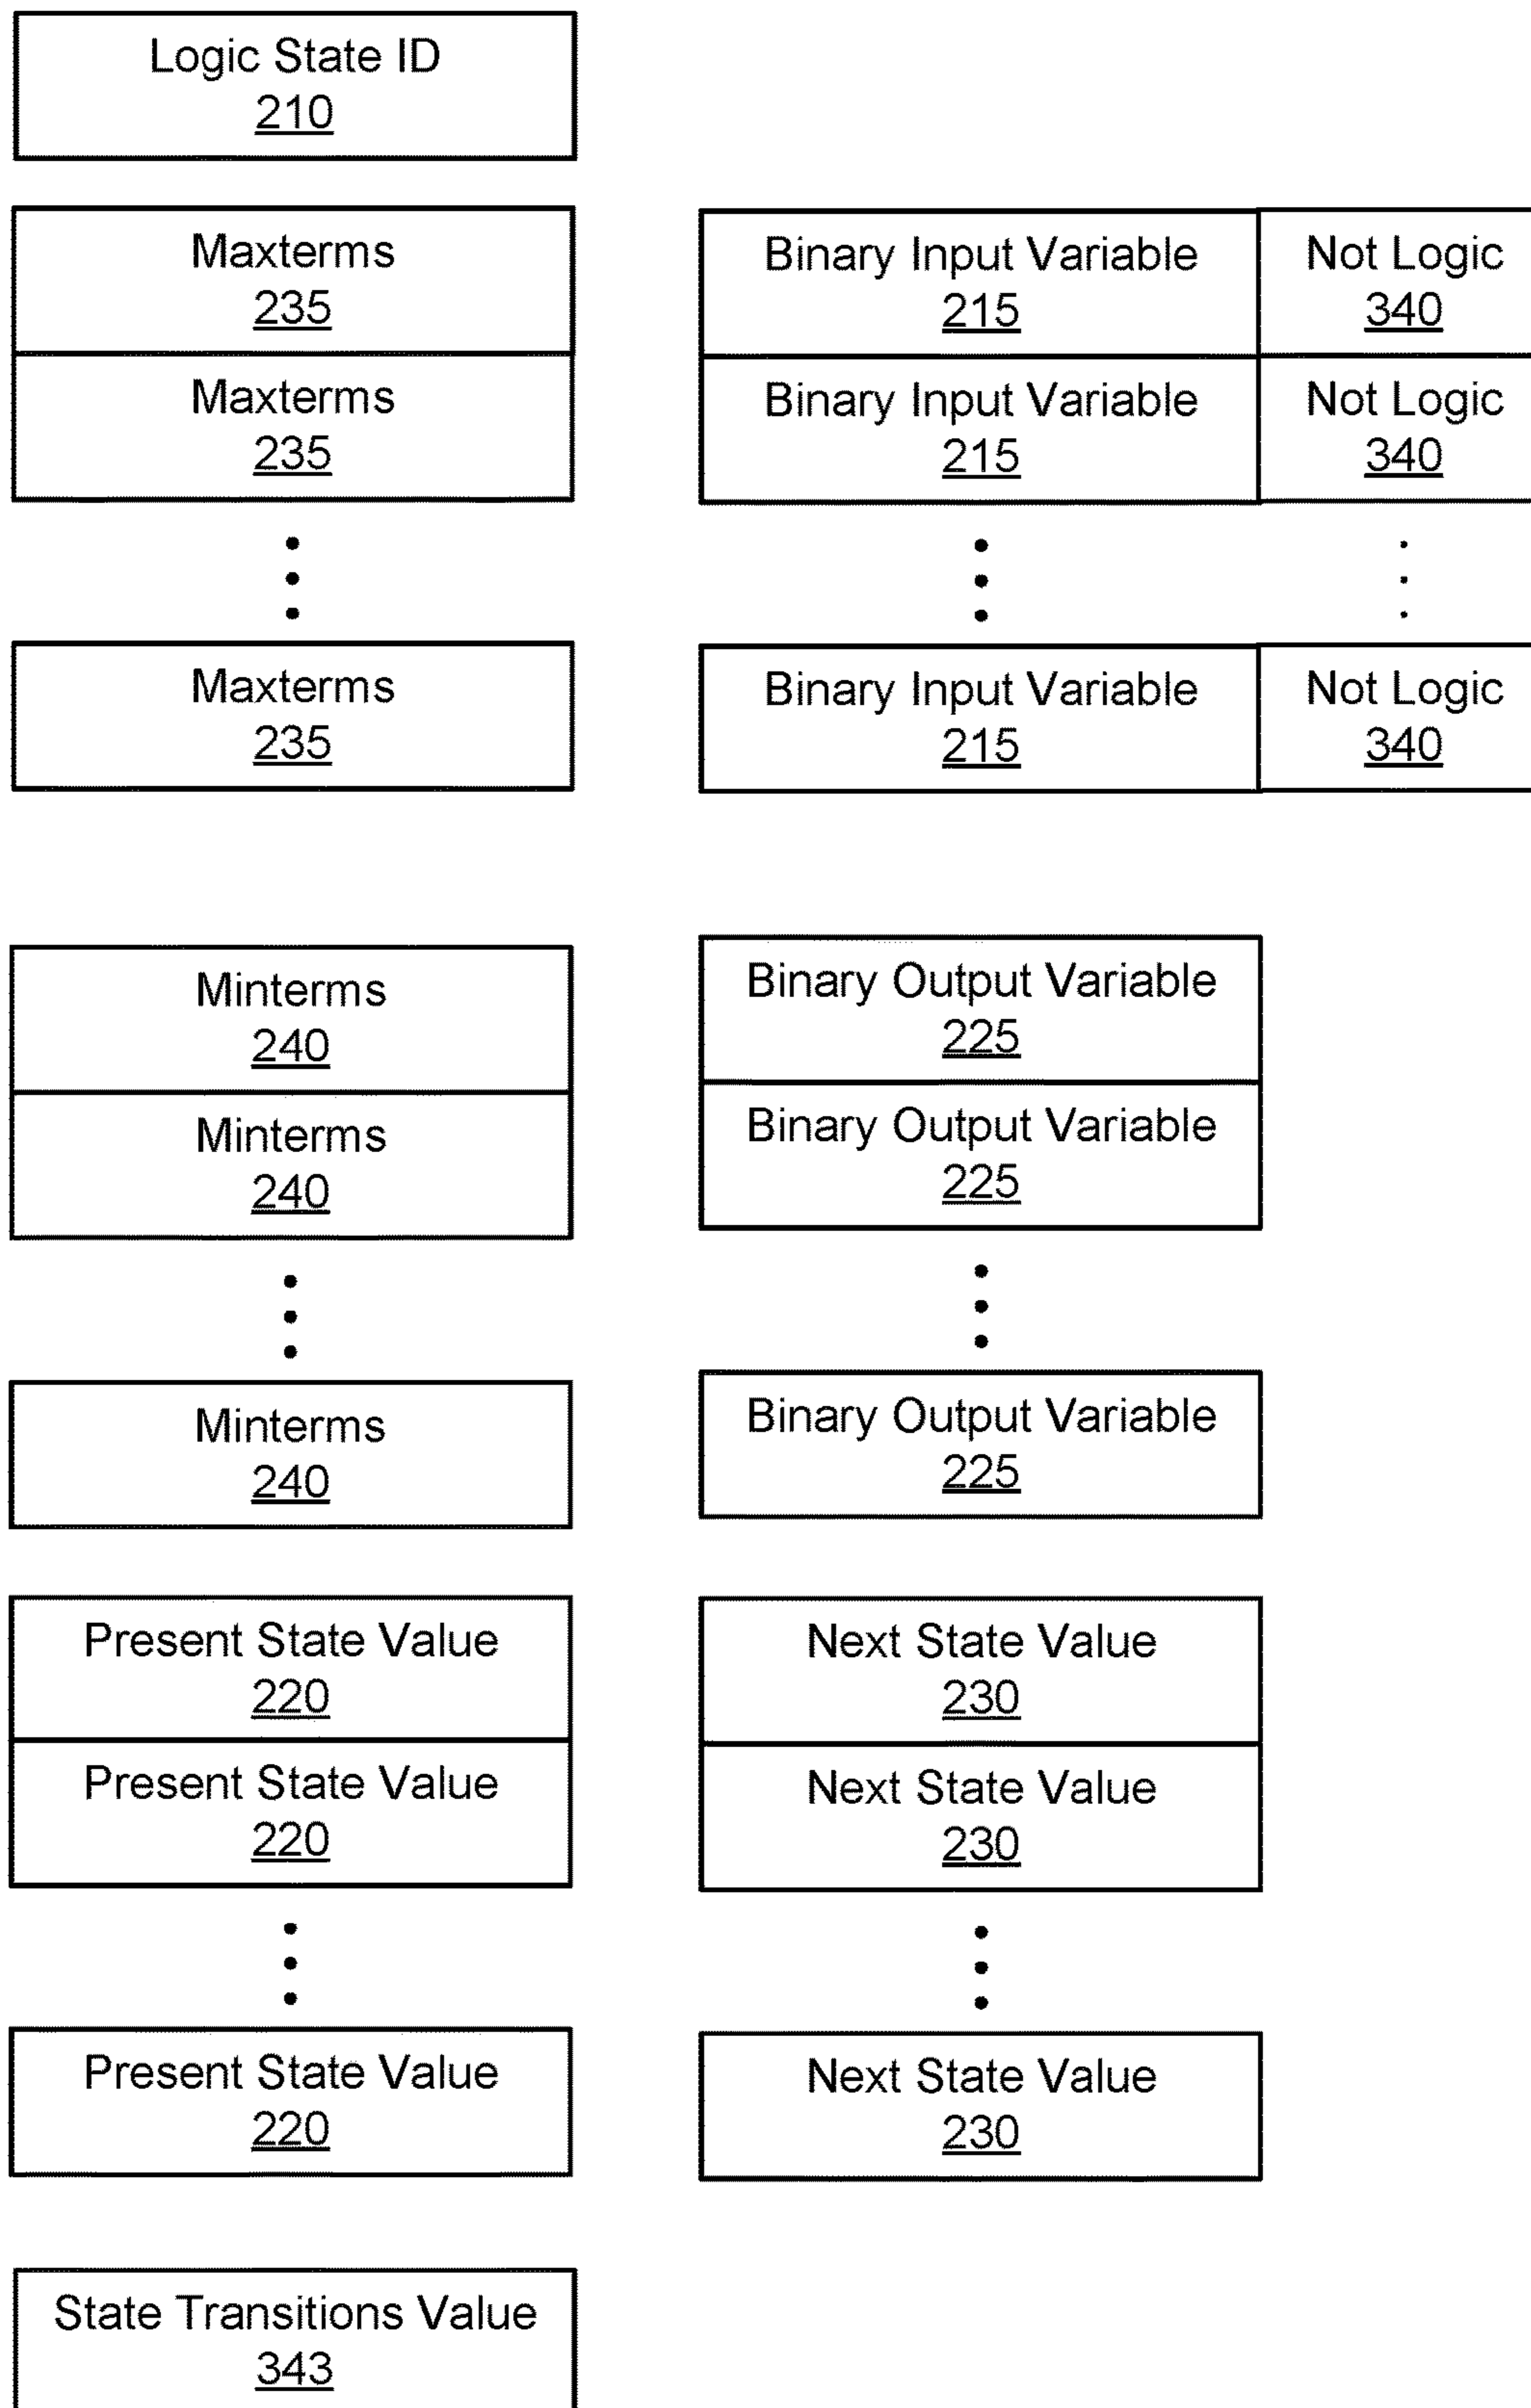 Logic State ID
210
Maxterms
235
Binary Input Variable
215
Not Logic
340
Maxterms
235
Binary Input Variable
215
Not Logic
340
Maxterms
235
Binary Input Variable
215
Not Logic
340
Minterms
240
Binary Output Variable
225
Minterms
240
Binary Output Variable
225
Minterms
240
Binary Output Variable
225
Present State Value
220
Next State Value
230
Present State Value
220
Next State Value
230
Present State Value
220
Next State Value
230
State Transitions Value
343